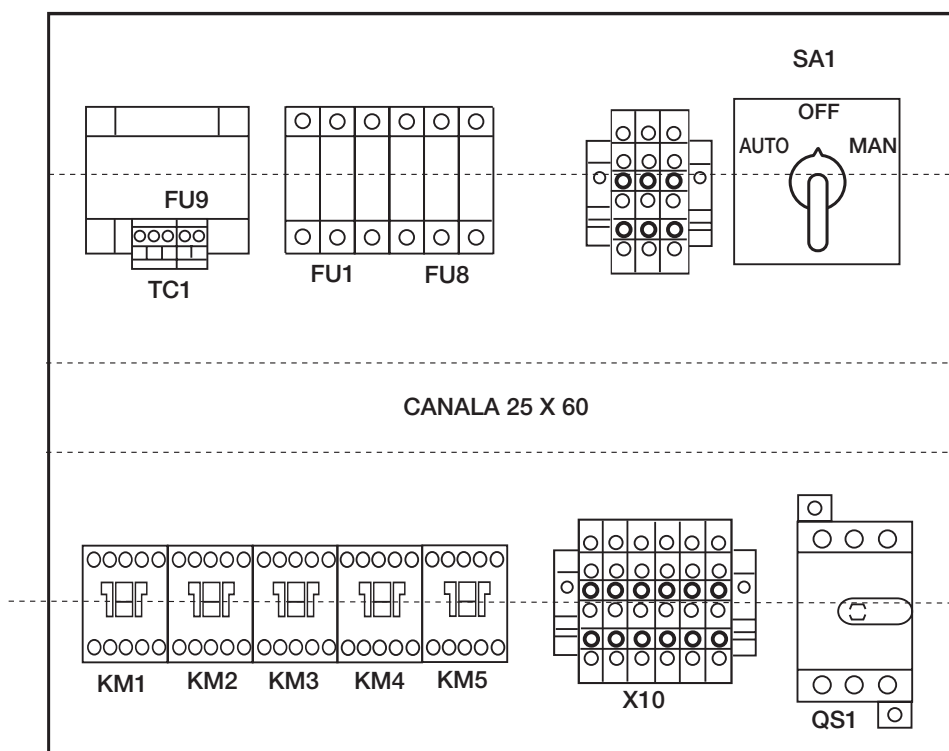 SA1
OFF
AUTO
MAN
FU9
TC1
FU1
FU8
CANALA 25 X 60
KM1
KM2
KM3
KM4
KM5
X10
QS1